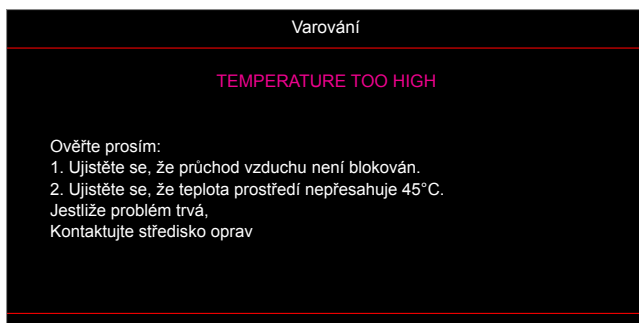 Varování
TEMPERATURE TOO HIGH
Ověřte prosím:
1. Ujistěte se, že průchod vzduchu není blokován.
2. Ujistěte se, že teplota prostředí nepřesahuje 45°C.
Jestliže problém trvá,
Kontaktujte středisko oprav